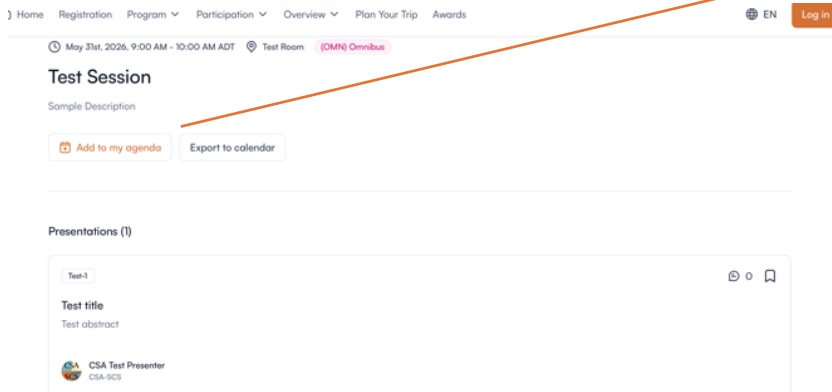 Home Registration Program Participation Overview Plan Your Trip Awards EN Log in
May 31st, 2026, 9:00 AM - 10:00 AM ADT Test Room (OMN) Omnibus
Test Session
Sample Description
Add to my agenda Export to calendar
Presentations (1)
Test-1 0
Test title
Test abstract
CSA CSA Test Presenter
CSA-SCS